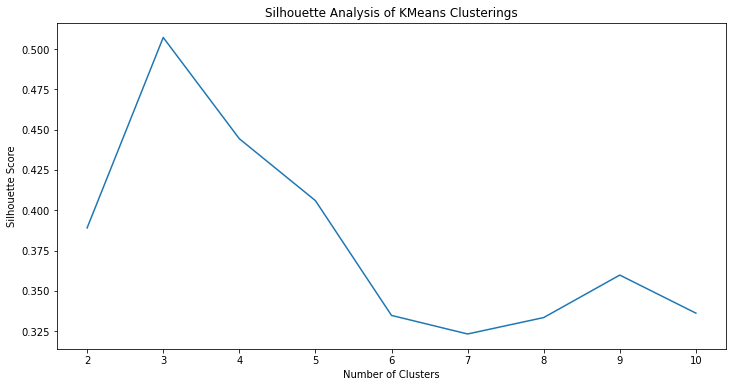 Silhouette Analysis of KMeans Clusterings
0.500
0.475
0.450
0.425
0.400
0.375
0.350
0.325
Silhouette Score
2 3 4 5 6 7 8 9 10
Number of Clusters